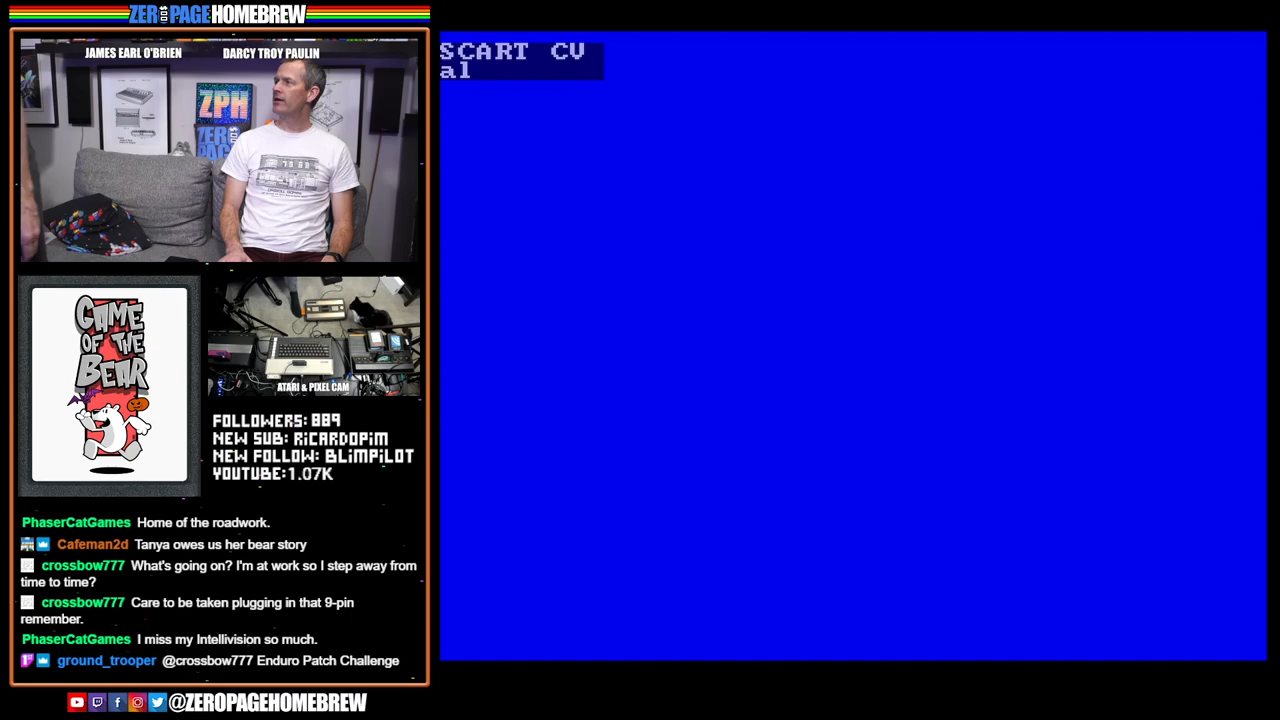 ZEROPAGE HOMEBREW
JAMES EARL O'BRIEN
DARCY TROY PAULIN
ZPH
SCART CV
al
GAME
OF THE
BEAR
ATARI & PIXEL CAM
FOLLOWERS: 889
NEW SUB: RICARDOPIM
NEW FOLLOW: BLIMPILOT
YOUTUBE:1.07K
PhaserCatGames Home of the roadwork.
Cafeman2d Tanya owes us her bear story
crossbow777 What's going on? I'm at work so I step away from
time to time?
crossbow777 Care to be taken plugging in that 9-pin
remember.
PhaserCatGames I miss my Intellivision so much.
ground_trooper @crossbow777 Enduro Patch Challenge
@ZEROPAGEHOMEBREW